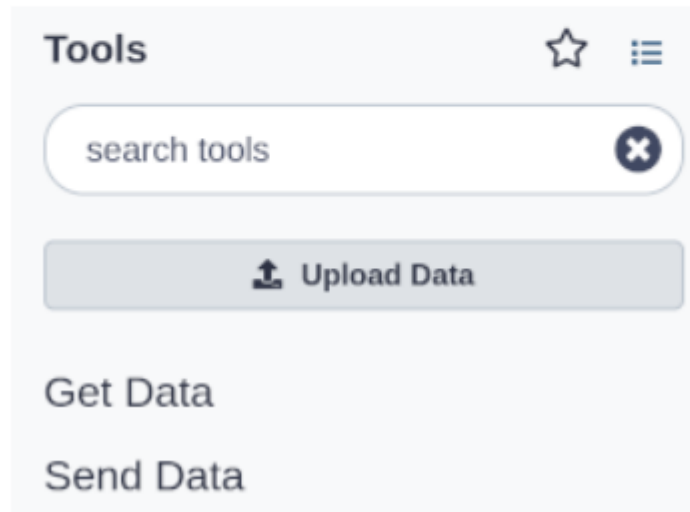 Tools
search tools
Upload Data
Get Data
Send Data